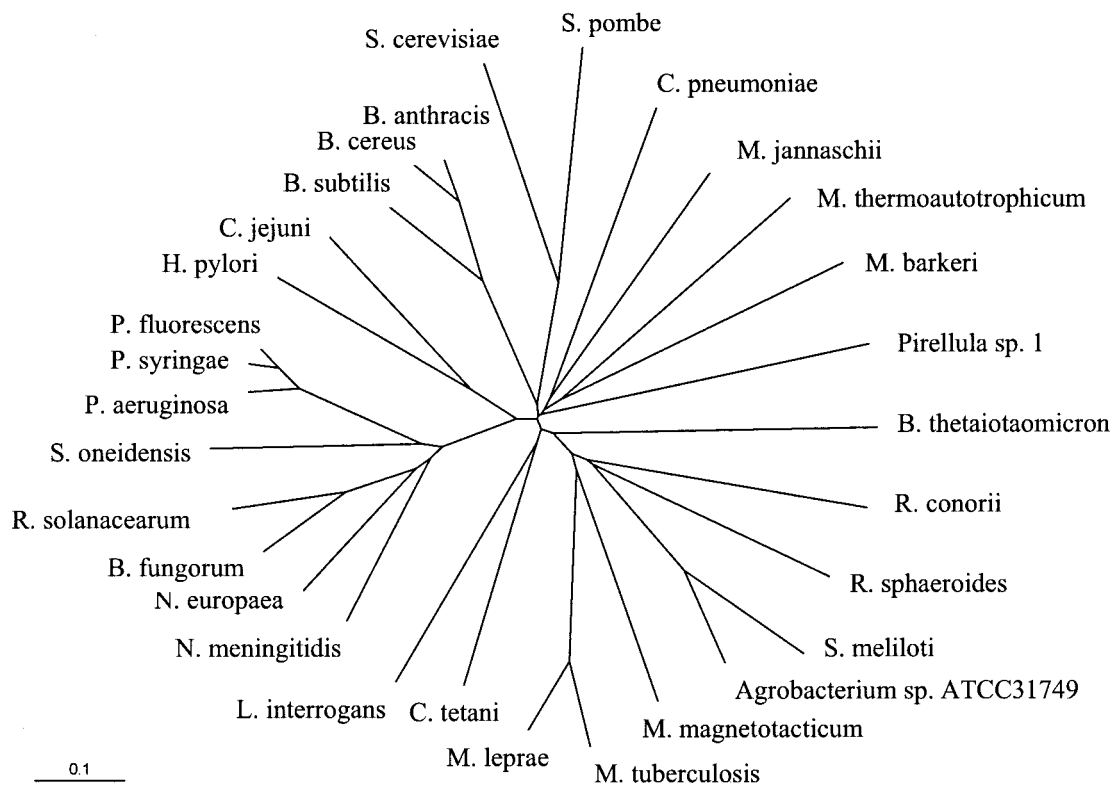 S. pombe
S. cerevisiae
C. pneumoniae
B. anthracis
B. cereus
M. jannaschii
B. subtilis
M. thermoautotrophicum
C. jejuni
H. pylori
M. barkeri
P. fluorescens
Pirellula sp. 1
P. syringae
P. aeruginosa
B. thetaiotaomicron
S. oneidensis
R. conorii
R. solanacearum
B. fungorum
R. sphaeroides
N. europaea
N. meningitidis
S. meliloti
Agrobacterium sp. ATCC31749
L. interrogans
C. tetani
M. magnetotacticum
M. leprae
M. tuberculosis
0.1